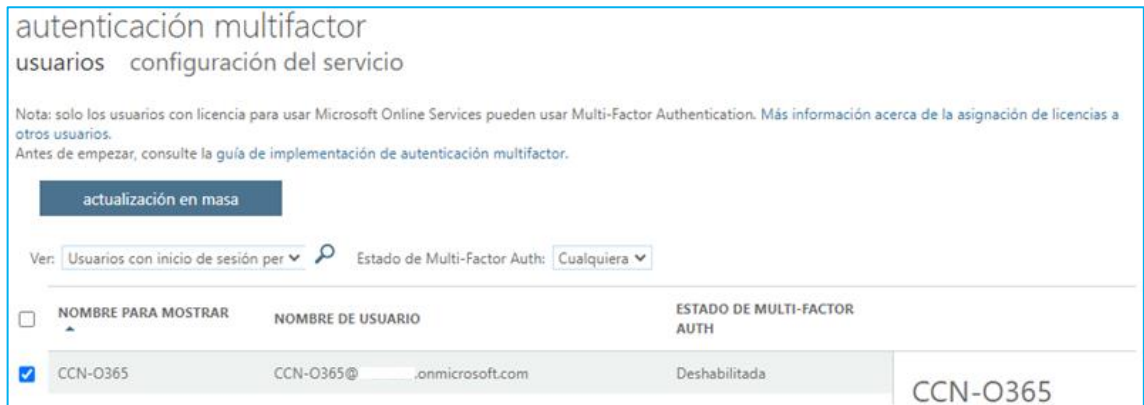 autenticación multifactor
usuarios configuración del servicio
Nota: solo los usuarios con licencia para usar Microsoft Online Services pueden usar Multi-Factor Authentication. Más información acerca de la asignación de licencias a
otros usuarios.
Antes de empezar, consulte la guía de implementación de autenticación multifactor.
actualización en masa
Ver: Usuarios con inicio de sesión per Estado de Multi-Factor Auth: Cualquiera
NOMBRE PARA MOSTRAR NOMBRE DE USUARIO ESTADO DE MULTI-FACTOR
AUTH
CCN-O365 CCN-O365@ .onmicrosoft.com Deshabilitada
CCN-O365